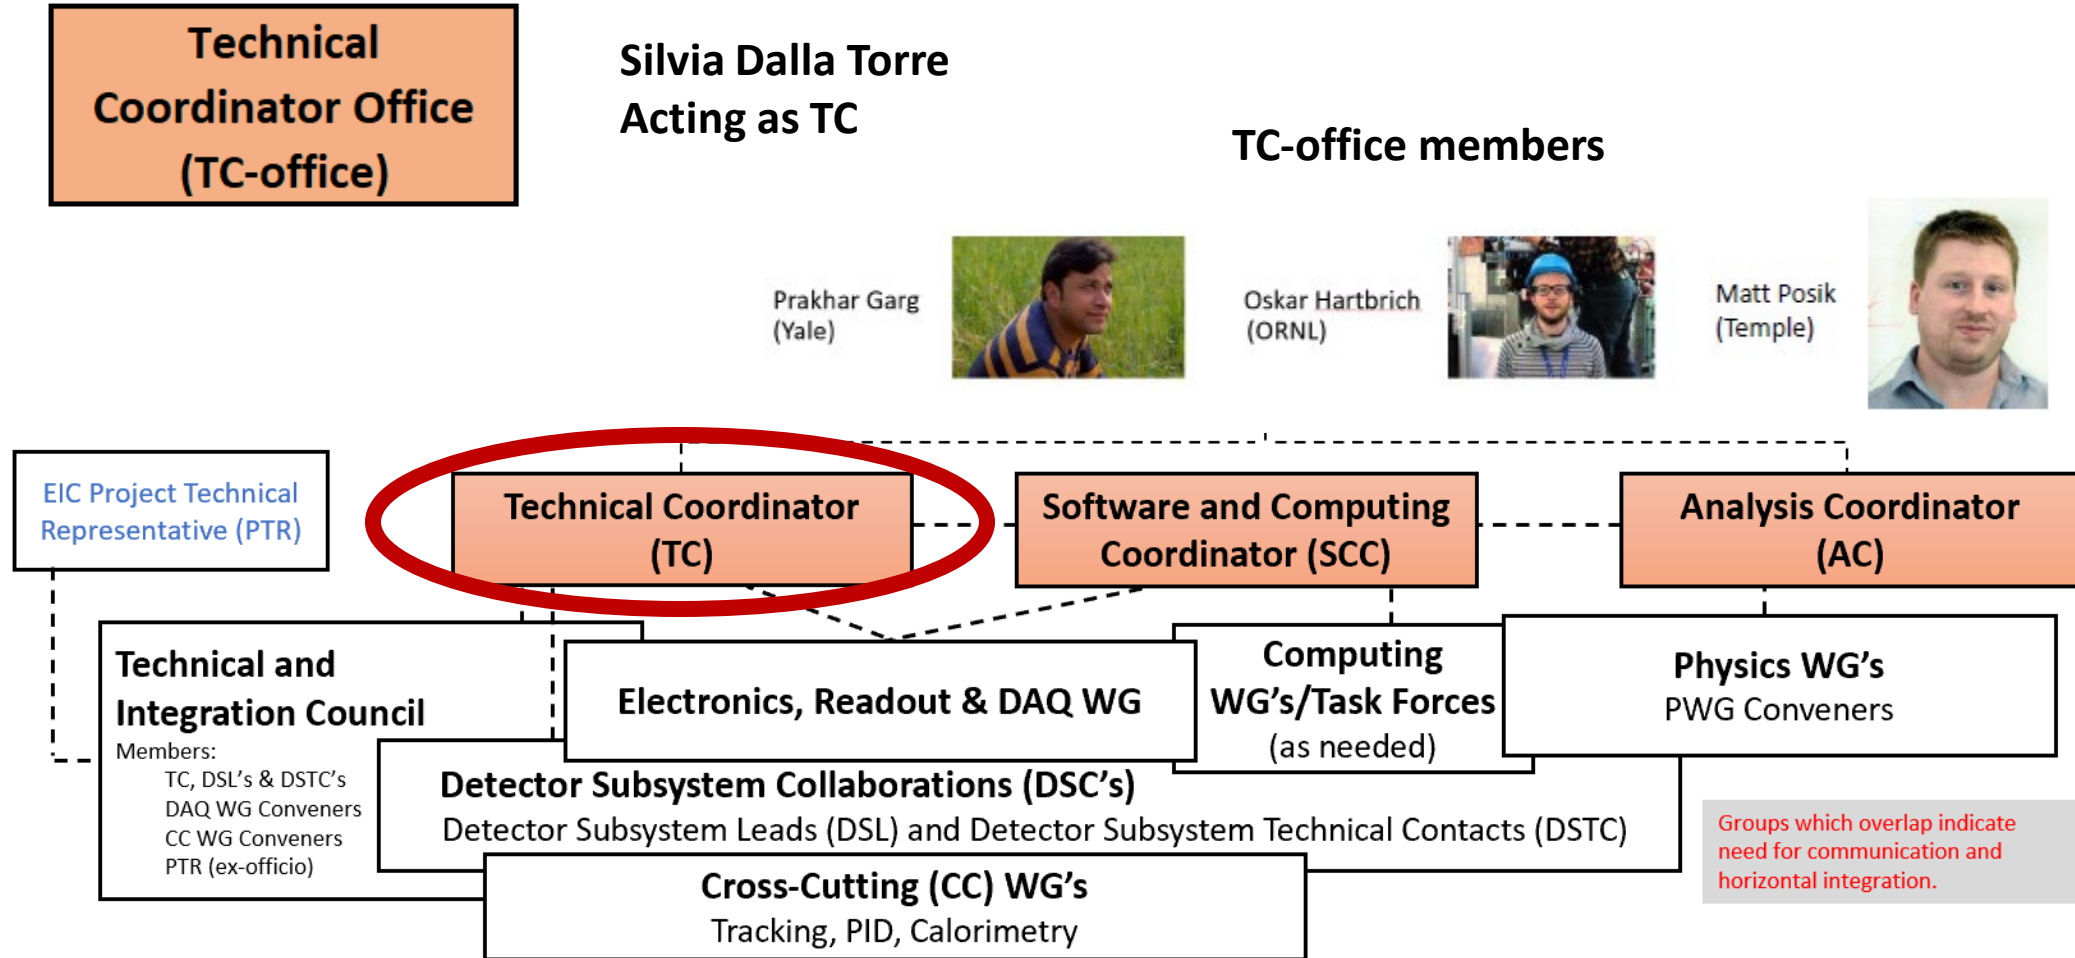 Technical
Coordinator Office
(TC-office)
Silvia Dalla Torre
Acting as TC
TC-office members
Prakhar Garg
(Yale)
Oskar Hartbrich
(ORNL)
Matt Posik
(Temple)
EIC Project Technical
Representative (PTR)
Technical Coordinator
(TC)
Software and Computing
Coordinator (SCC)
Analysis Coordinator
(AC)
Technical and
Integration Council
Members:
TC, DSL's & DSTC's
DAQ WG Conveners
CC WG Conveners
PTR (ex-officio)
Electronics, Readout & DAQ WG
Computing
WG's/Task Forces
(as needed)
Physics WG's
PWG Conveners
Detector Subsystem Collaborations (DSC's)
Detector Subsystem Leads (DSL) and Detector Subsystem Technical Contacts (DSTC)
Cross-Cutting (CC) WG's
Tracking, PID, Calorimetry
Groups which overlap indicate
need for communication and
horizontal integration.